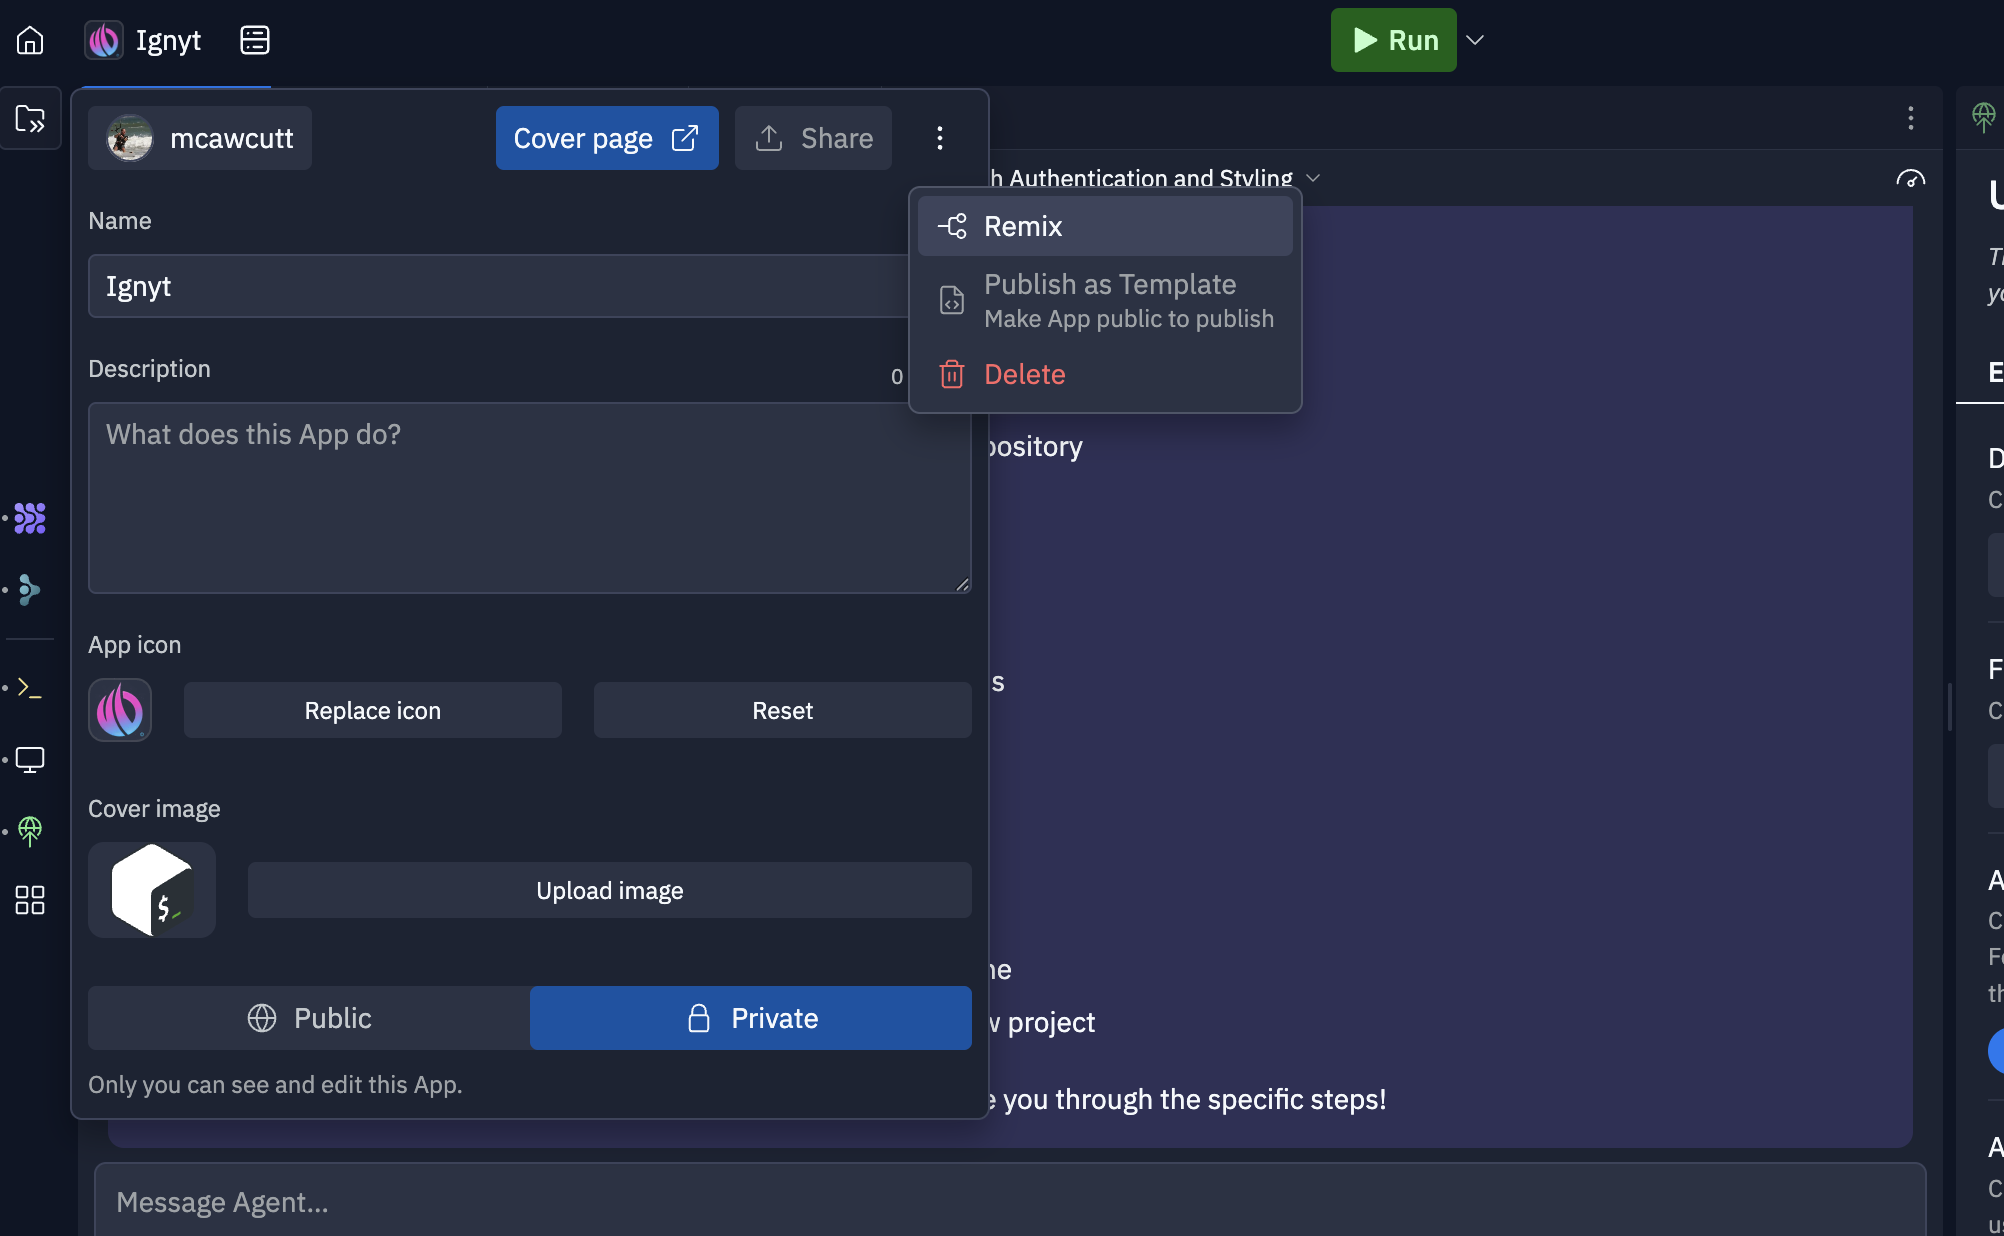 Ignyt
Run
mcawcutt
Cover page
Share
h Authentication and Styling
Name
Remix
Ignyt
Publish as Template
Make App public to publish
Description
0
Delete
What does this App do?
pository
App icon
s
Replace icon
Reset
Cover image
$
Upload image
ne
Public
Private
w project
Only you can see and edit this App.
e you through the specific steps!
Message Agent...